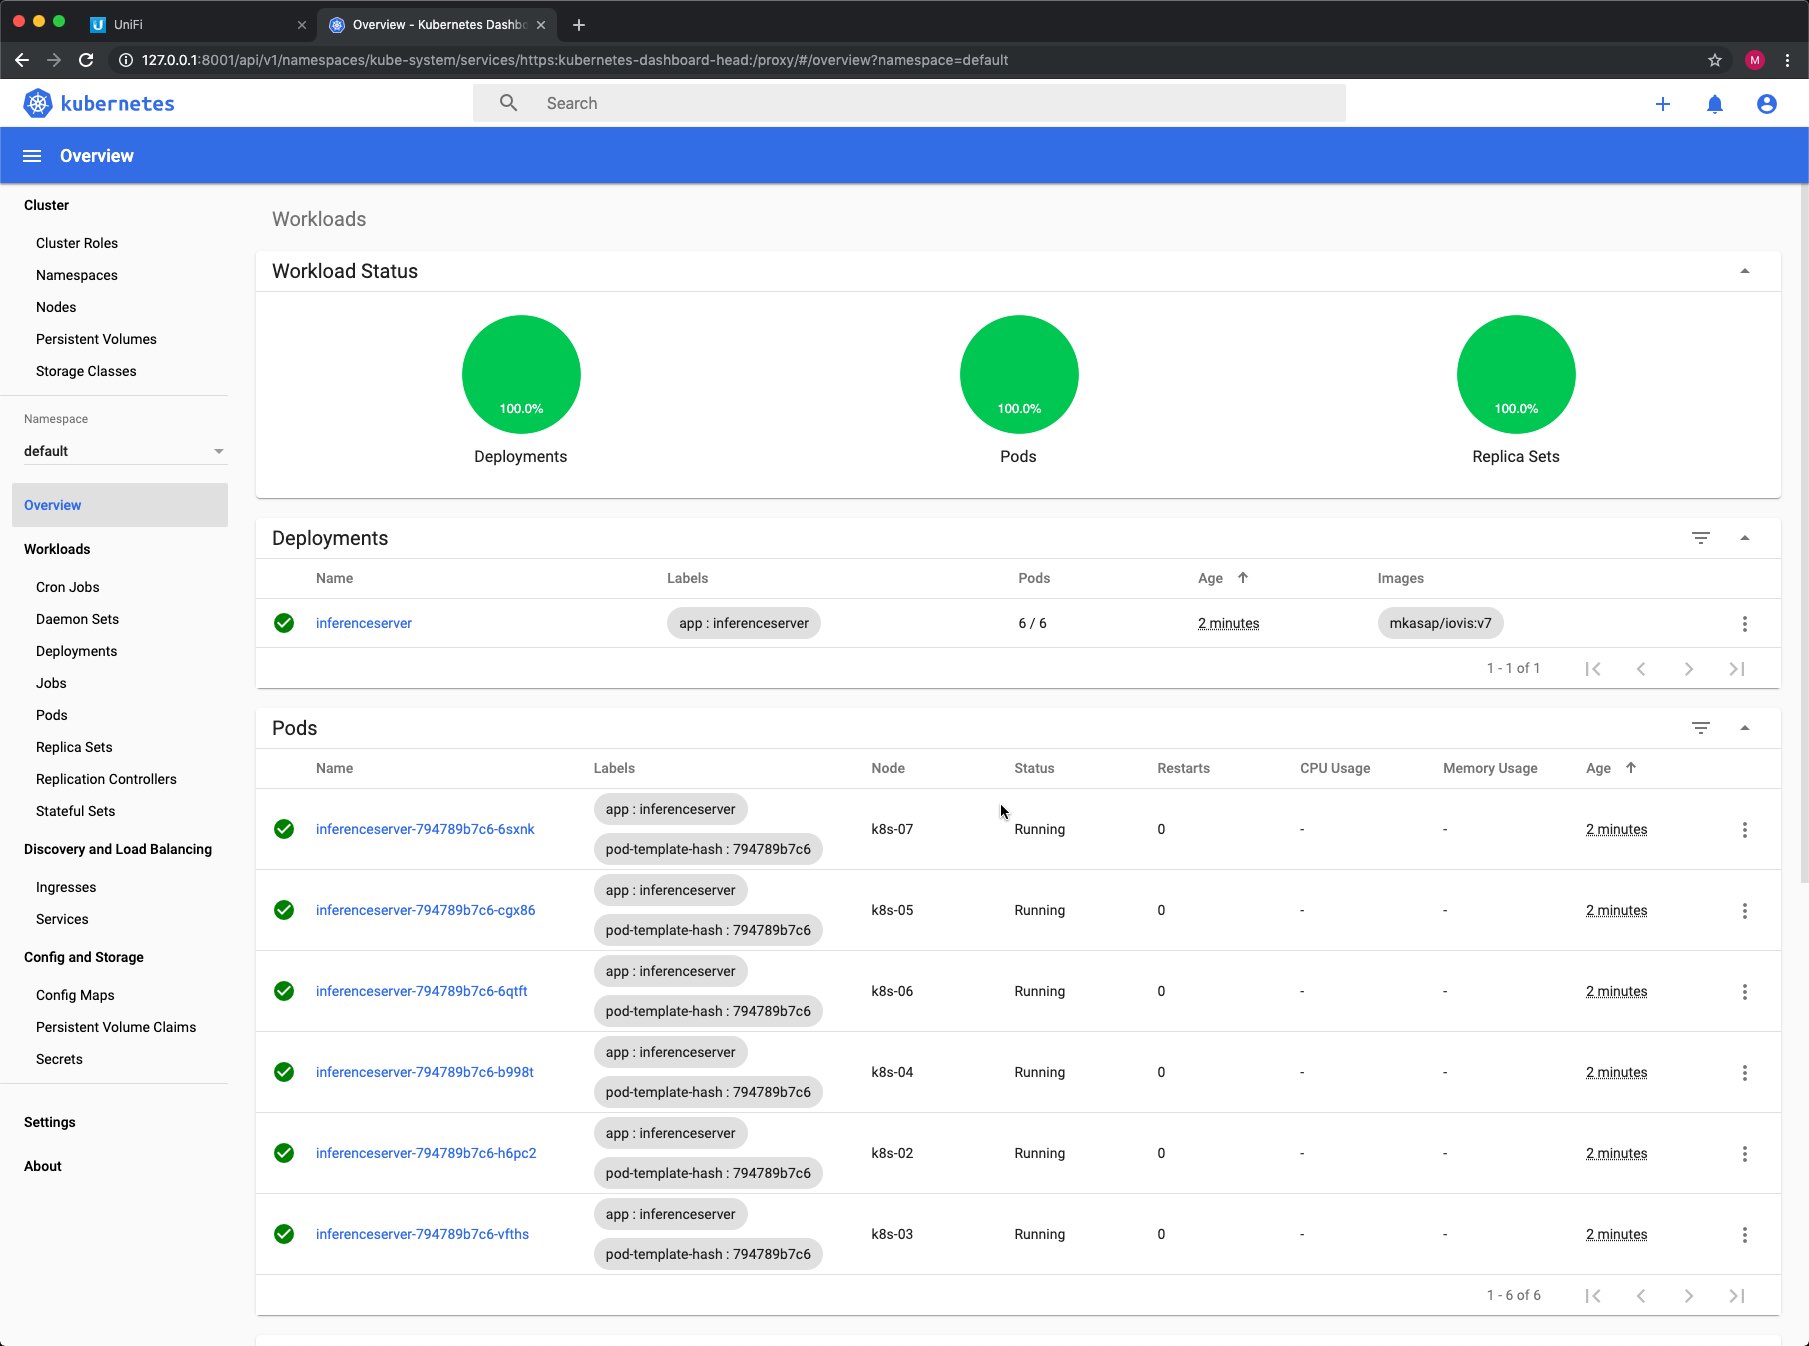 UniFi
Overview - Kubernetes Dashbo
127.0.0.1:8001/api/v1/namespaces/kube-system/services/https:kubernetes-dashboard-head:/proxy/#/overview?namespace=default
M
kubernetes
Search
Overview
Cluster
Cluster Roles
Namespaces
Nodes
Persistent Volumes
Storage Classes
Namespace
default
Overview
Workloads
Cron Jobs
Daemon Sets
Deployments
Jobs
Pods
Replica Sets
Replication Controllers
Stateful Sets
Discovery and Load Balancing
Ingresses
Services
Config and Storage
Config Maps
Persistent Volume Claims
Secrets
Settings
About
Workloads
Workload Status
100.0% 100.0% 100.0%
Deployments Pods Replica Sets
Deployments
Name Labels Pods Age Images
inferenceserver app : inferenceserver 6 / 6 2 minutes mkasap/iovis:v7
1 - 1 of 1
Pods
Name Labels Node Status Restarts CPU Usage Memory Usage Age
app : inferenceserver
inferenceserver-794789b7c6-6sxnk k8s-07 Running 0 - - 2 minutes
pod-template-hash : 794789b7c6
app : inferenceserver
inferenceserver-794789b7c6-cgx86 k8s-05 Running 0 - - 2 minutes
pod-template-hash : 794789b7c6
app : inferenceserver
inferenceserver-794789b7c6-6qtft k8s-06 Running 0 - - 2 minutes
pod-template-hash : 794789b7c6
app : inferenceserver
inferenceserver-794789b7c6-b998t k8s-04 Running 0 - - 2 minutes
pod-template-hash : 794789b7c6
app : inferenceserver
inferenceserver-794789b7c6-h6pc2 k8s-02 Running 0 - - 2 minutes
pod-template-hash : 794789b7c6
app : inferenceserver
inferenceserver-794789b7c6-vfths k8s-03 Running 0 - - 2 minutes
pod-template-hash : 794789b7c6
1 - 6 of 6